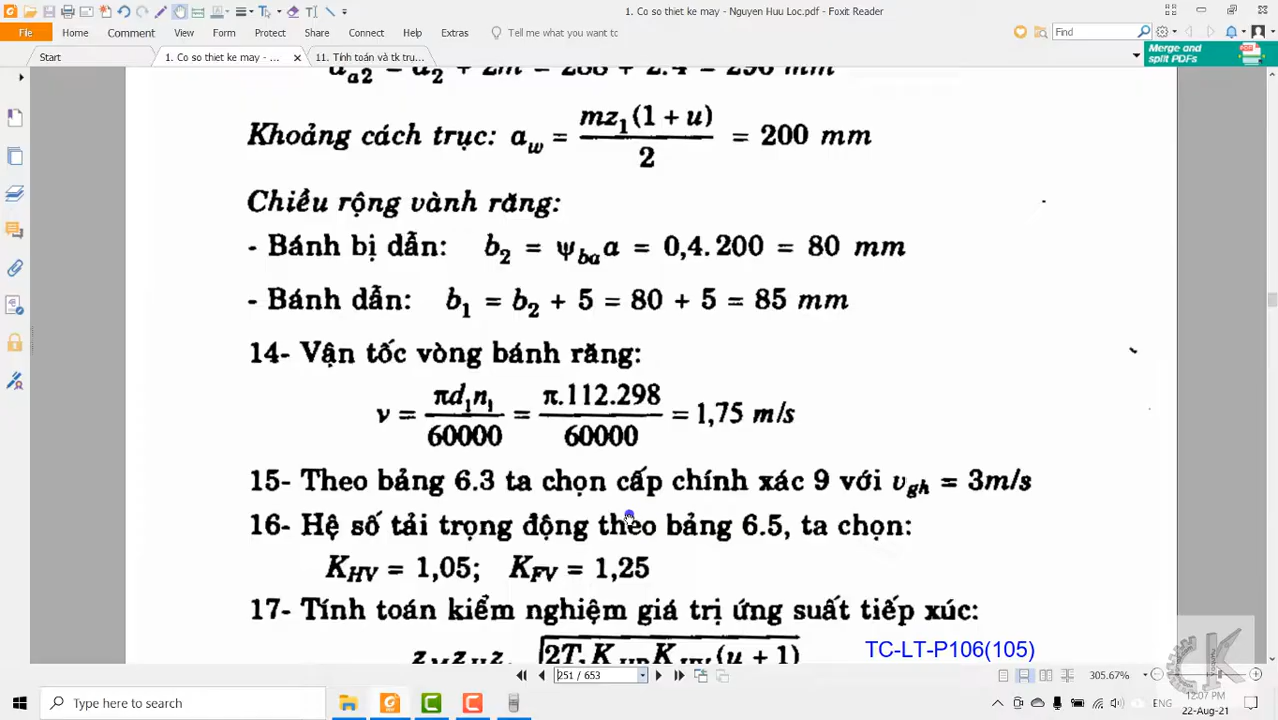 1. Co so thiet ke may - Nguyen Huu Loc.pdf - Foxit Reader
File Home Comment View Form Protect Share Connect Help Extras Tell me what you want to Find
Start 1. Co so thiet ke may - ... 11. Tính toán và tk tru...
Merge and
split PDFs
Khoảng cách trục: a_w = mz₁(1 + u) / 2 = 200 mm
Chiều rộng vành răng:
- Bánh bị dẫn: b₂ = ψ_ba a = 0,4. 200 = 80 mm
- Bánh dẫn: b₁ = b₂ + 5 = 80 + 5 = 85 mm
14- Vận tốc vòng bánh răng:
v = πd₁n₁ / 60000 = π.112.298 / 60000 = 1,75 m/s
15- Theo bảng 6.3 ta chọn cấp chính xác 9 với v_gh = 3m/s
16- Hệ số tải trọng động theo bảng 6.5, ta chọn:
K_HV = 1,05; K_FV = 1,25
17- Tính toán kiểm nghiệm giá trị ứng suất tiếp xúc:
TC-LT-P106(105)
251 / 653 305.67%
Type here to search
ENG
12:07 PM
22-Aug-21